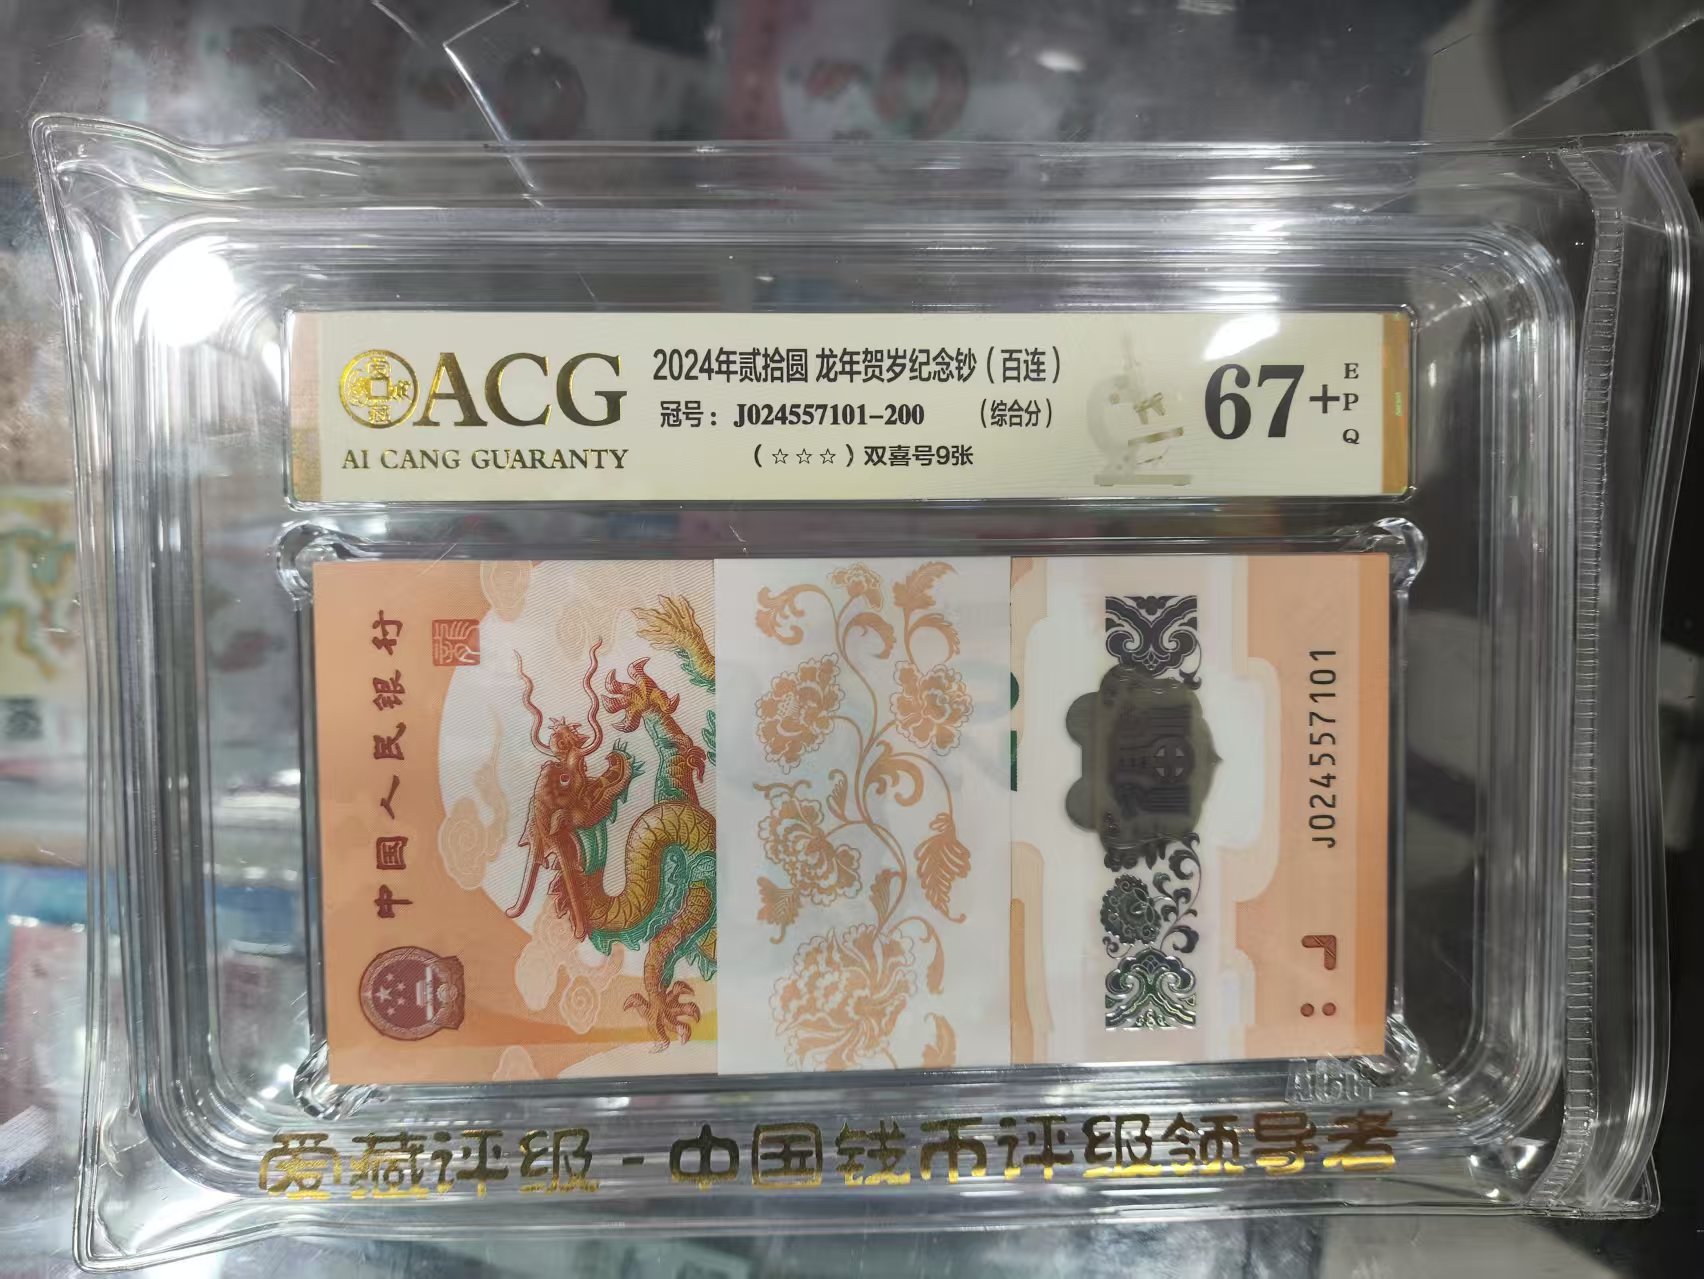 ACG
AI CANG GUARANTY
2024年贰拾圆 龙年贺岁纪念钞(百连)
冠号:J024557101-200 (综合分)
(☆☆☆)双喜号9张
67+
EPQ
中国人民银行
J024557101
爱藏评级-中国钱币评级领导者